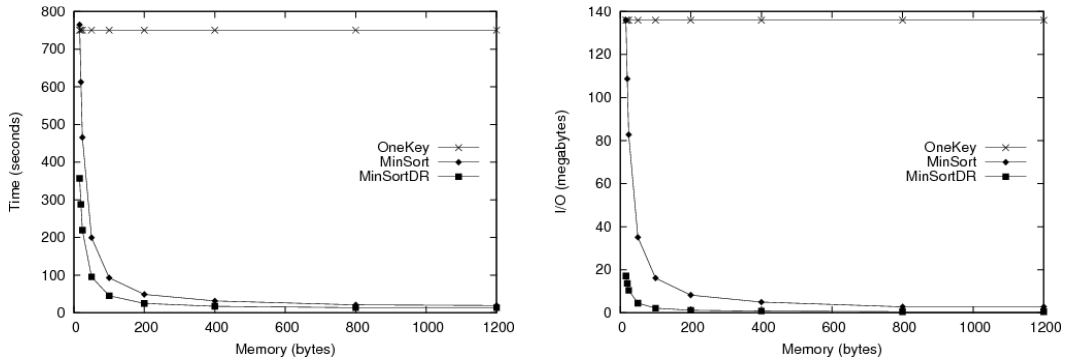 800
700
600
500
400
300
200
100
0
Time (seconds)
OneKey
MinSort
MinSortDR
0 200 400 600 800 1000 1200
Memory (bytes)
140
120
100
80
60
40
20
0
I/O (megabytes)
OneKey
MinSort
MinSortDR
0 200 400 600 800 1000 1200
Memory (bytes)